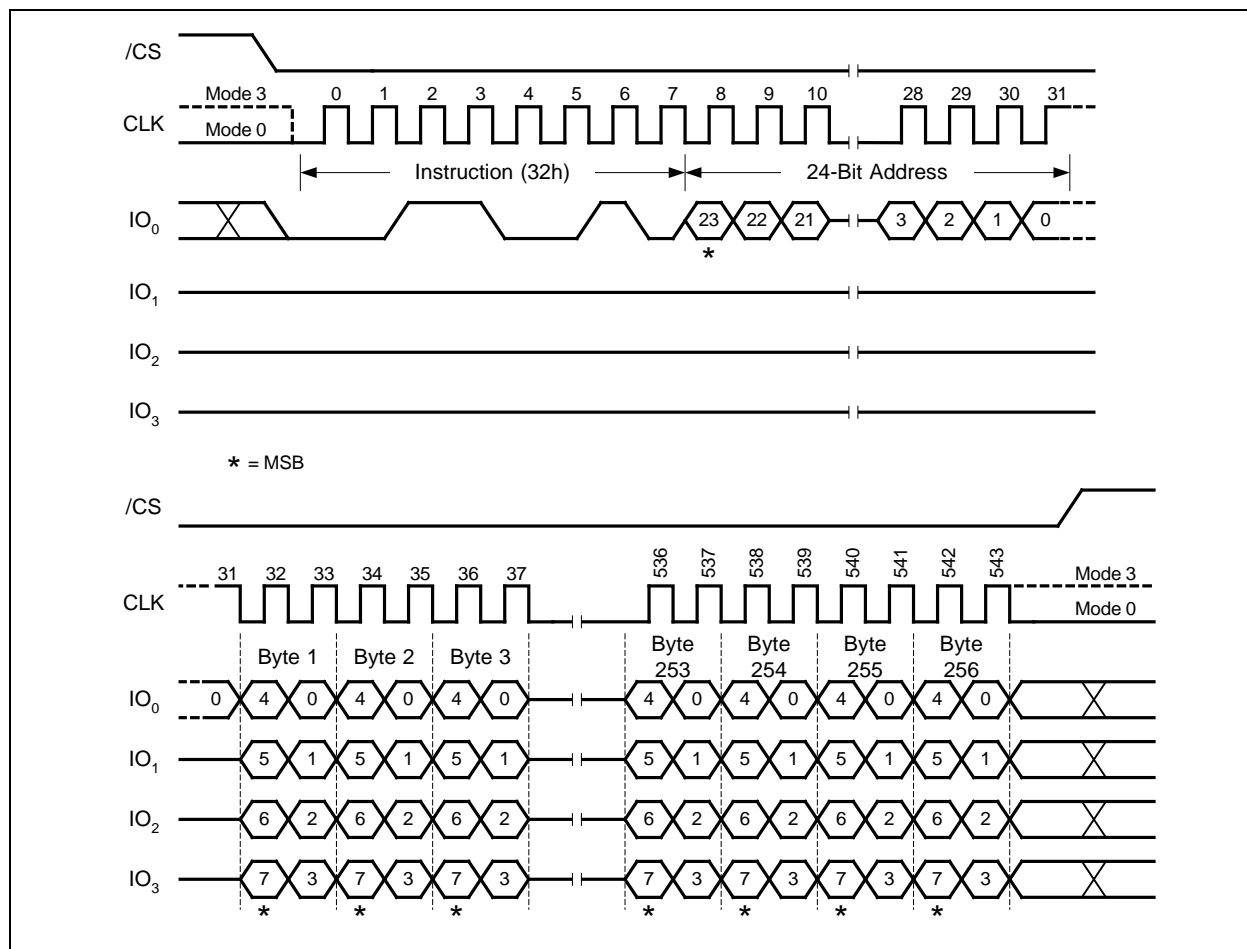 /CS
Mode 3
0 1 2 3 4 5 6 7 8 9 10 28 29 30 31
CLK
Mode 0
Instruction (32h) 24-Bit Address
IO0 23 22 21 3 2 1 0
*
IO1
IO2
IO3
* = MSB
/CS
31 32 33 34 35 36 37 536 537 538 539 540 541 542 543
Mode 3
CLK
Mode 0
Byte 1 Byte 2 Byte 3 Byte 253 Byte 254 Byte 255 Byte 256
IO0 0 4 0 4 0 4 0 4 0 4 0 4 0 4 0
IO1 5 1 5 1 5 1 5 1 5 1 5 1 5 1
IO2 6 2 6 2 6 2 6 2 6 2 6 2 6 2
IO3 7 3 7 3 7 3 7 3 7 3 7 3 7 3
* * * * * * *